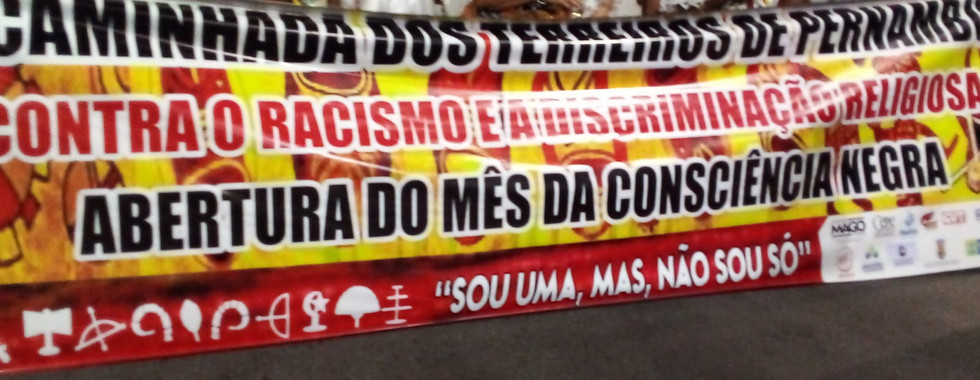 CAMINHADA DOS TERREIROS DE PERNAMB
CONTRA O RACISMO E A DISCRIMINAÇÃO RELIGIOSA
ABERTURA DO MÊS DA CONSCIÊNCIA NEGRA
"SOU UMA, MAS, NÃO SOU SÓ"
MAGO